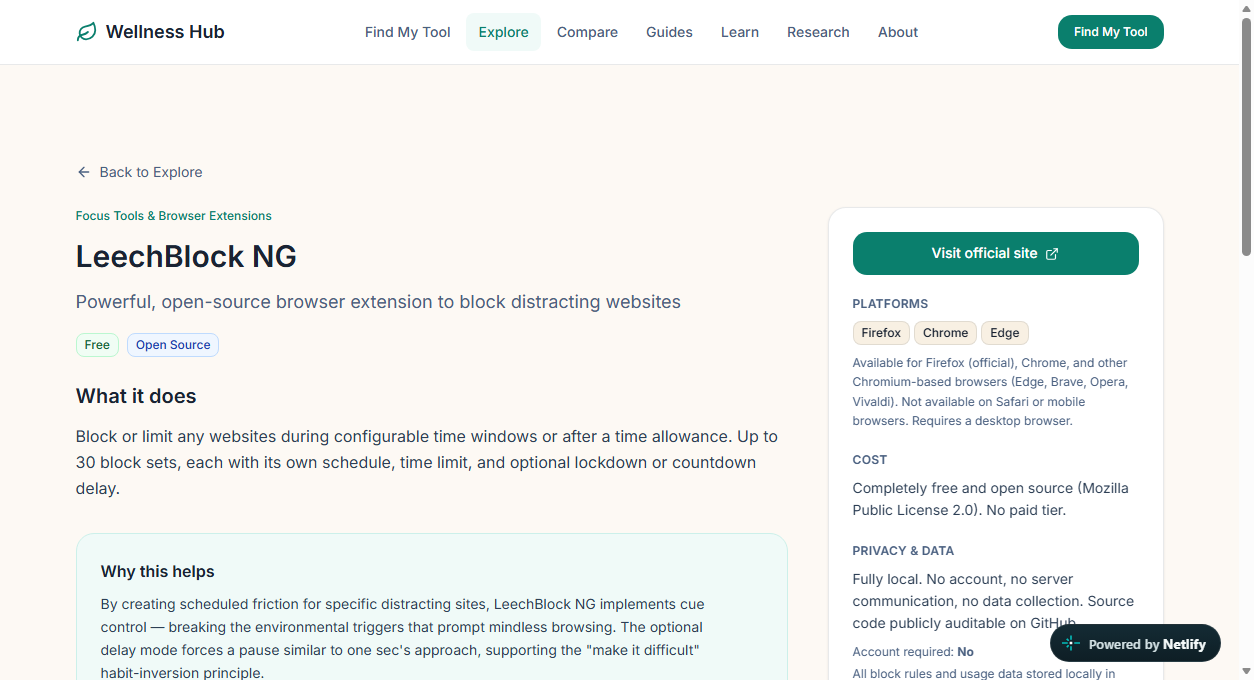 Wellness Hub
Find My Tool
Explore
Compare
Guides
Learn
Research
About
Find My Tool
Back to Explore
Focus Tools & Browser Extensions
LeechBlock NG
Powerful, open-source browser extension to block distracting websites
Free
Open Source
What it does
Block or limit any websites during configurable time windows or after a time allowance. Up to
30 block sets, each with its own schedule, time limit, and optional lockdown or countdown
delay.
Why this helps
By creating scheduled friction for specific distracting sites, LeechBlock NG implements cue
control — breaking the environmental triggers that prompt mindless browsing. The optional
delay mode forces a pause similar to one sec's approach, supporting the "make it difficult"
habit-inversion principle.
Visit official site
PLATFORMS
Firefox
Chrome
Edge
Available for Firefox (official), Chrome, and other
Chromium-based browsers (Edge, Brave, Opera,
Vivaldi). Not available on Safari or mobile
browsers. Requires a desktop browser.
COST
Completely free and open source (Mozilla
Public License 2.0). No paid tier.
PRIVACY & DATA
Fully local. No account, no server
communication, no data collection. Source
code publicly auditable on GitHub.
Account required: No
All block rules and usage data stored locally in
Powered by Netlify